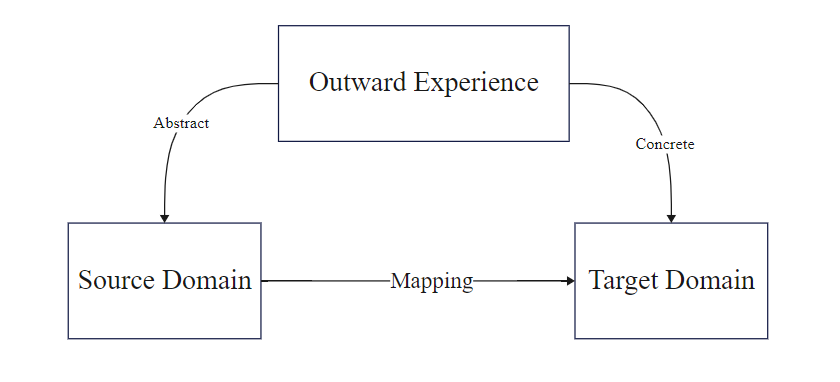 Outward Experience
Abstract
Concrete
Source Domain
Mapping
Target Domain